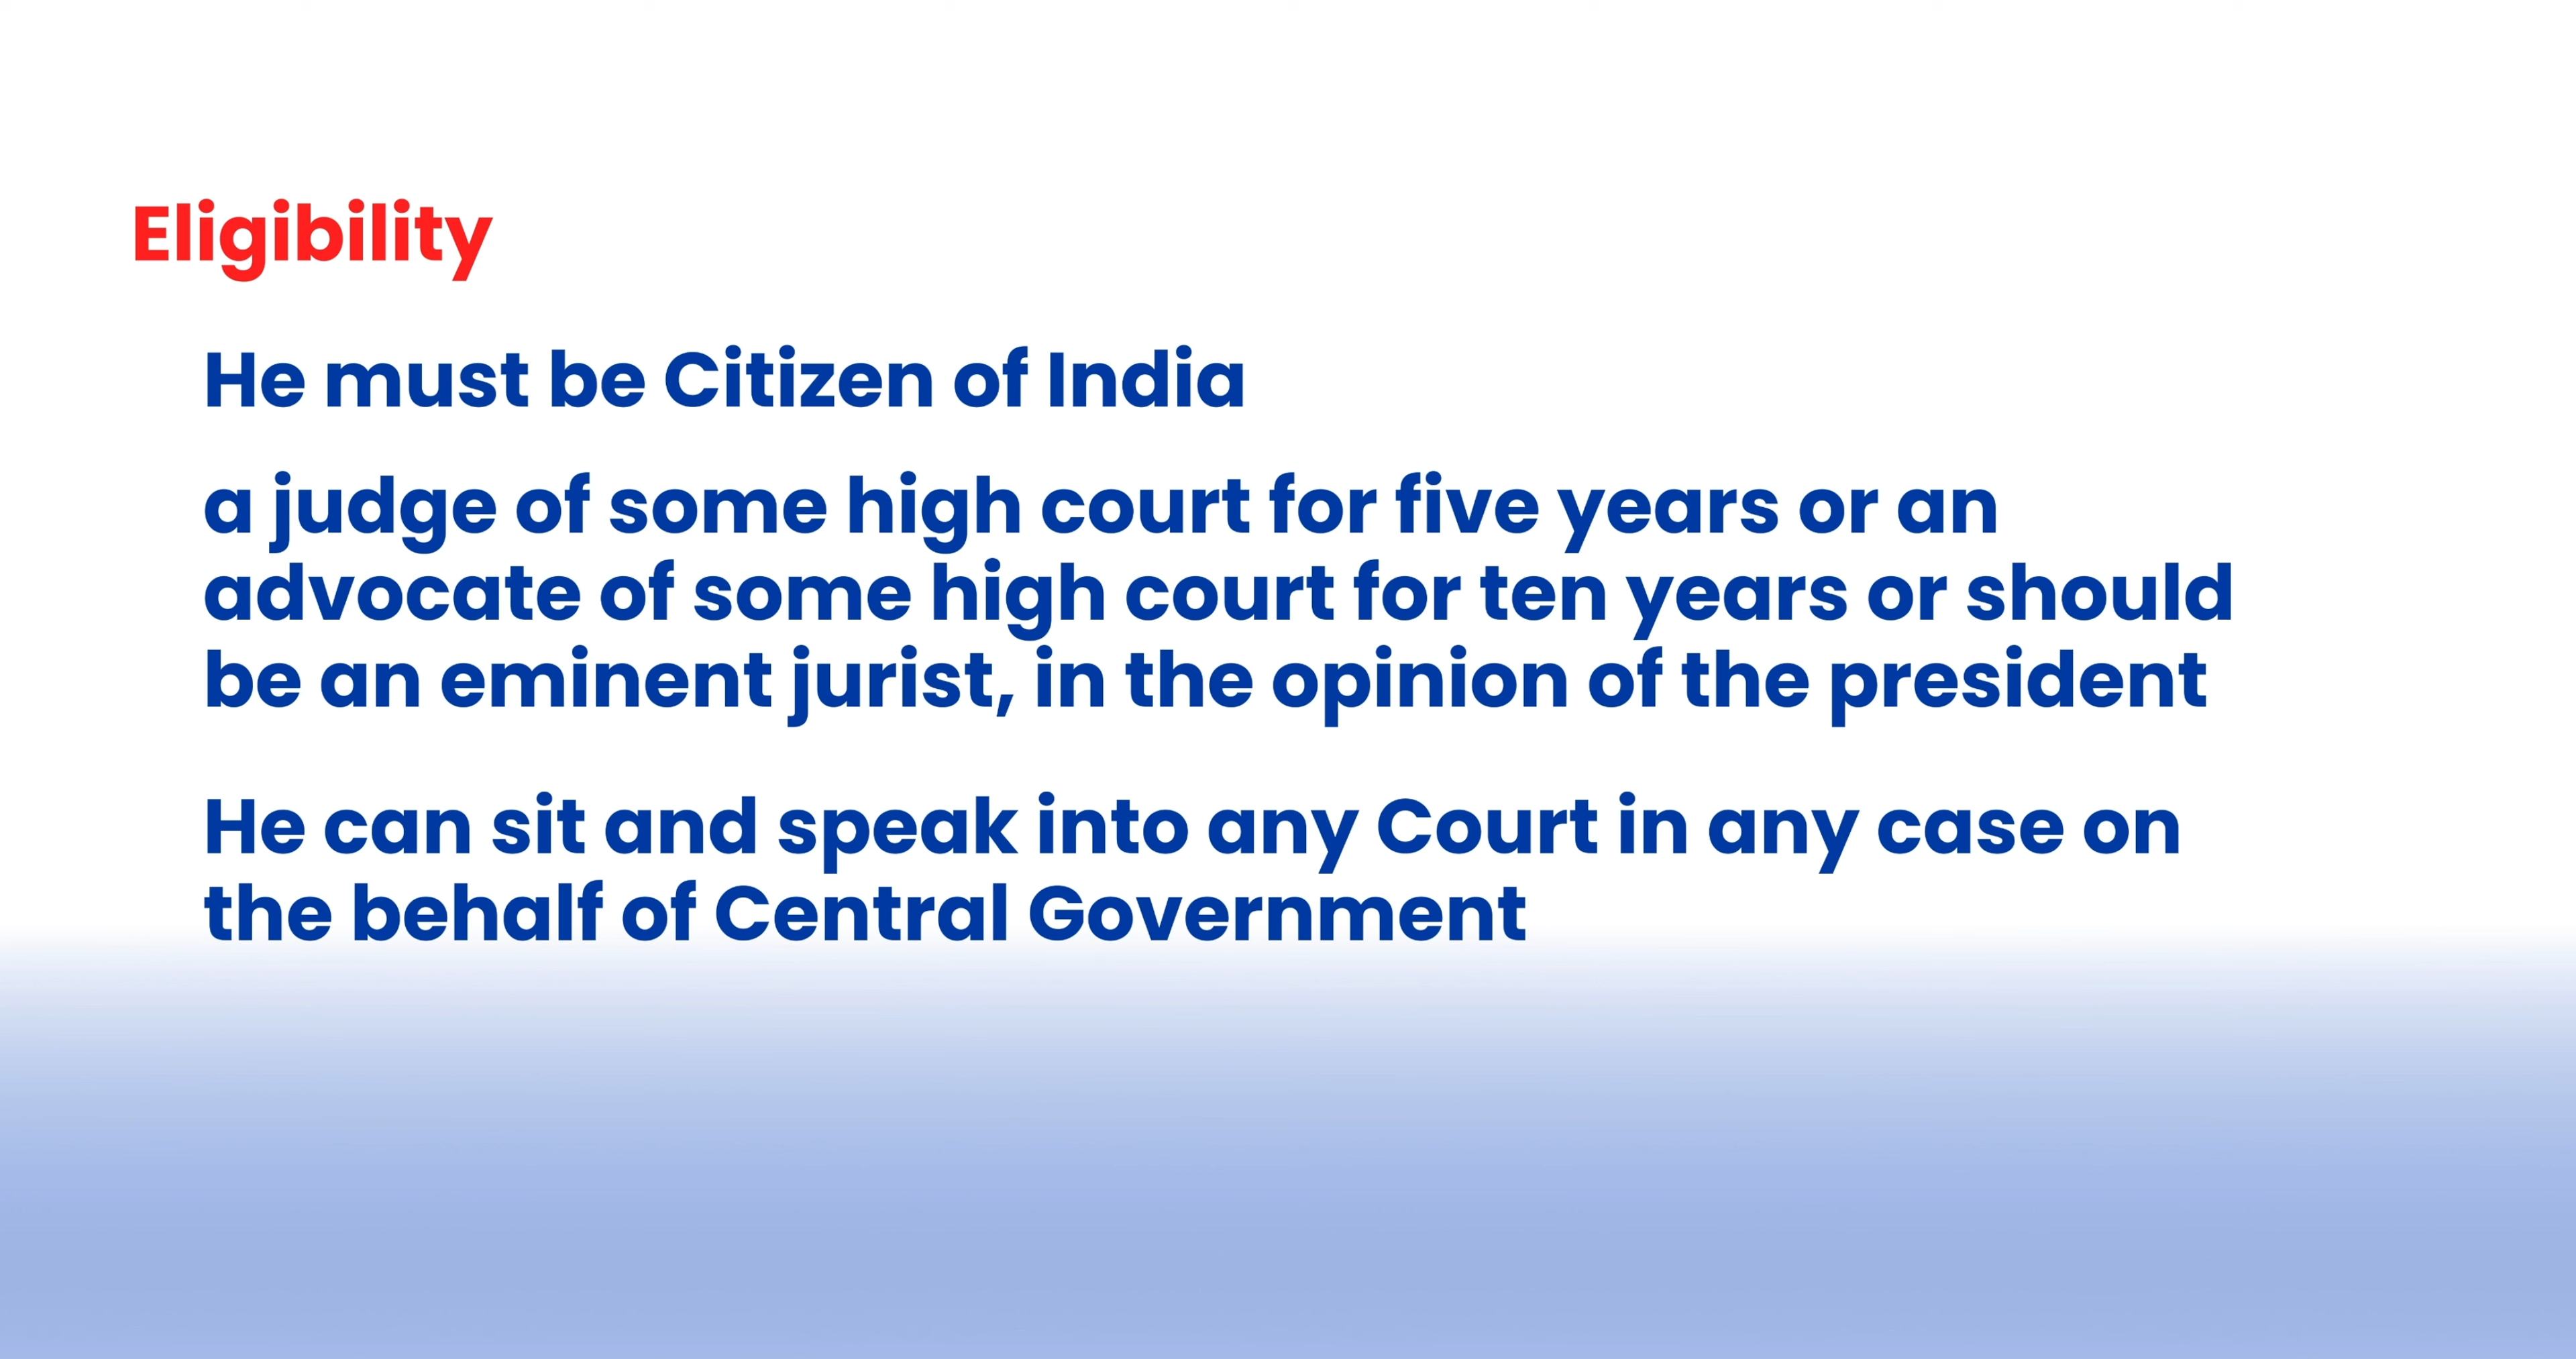 Eligibility
He must be Citizen of India
a judge of some high court for five years or an
advocate of some high court for ten years or should
be an eminent jurist, in the opinion of the president
He can sit and speak into any Court in any case on
the behalf of Central Government